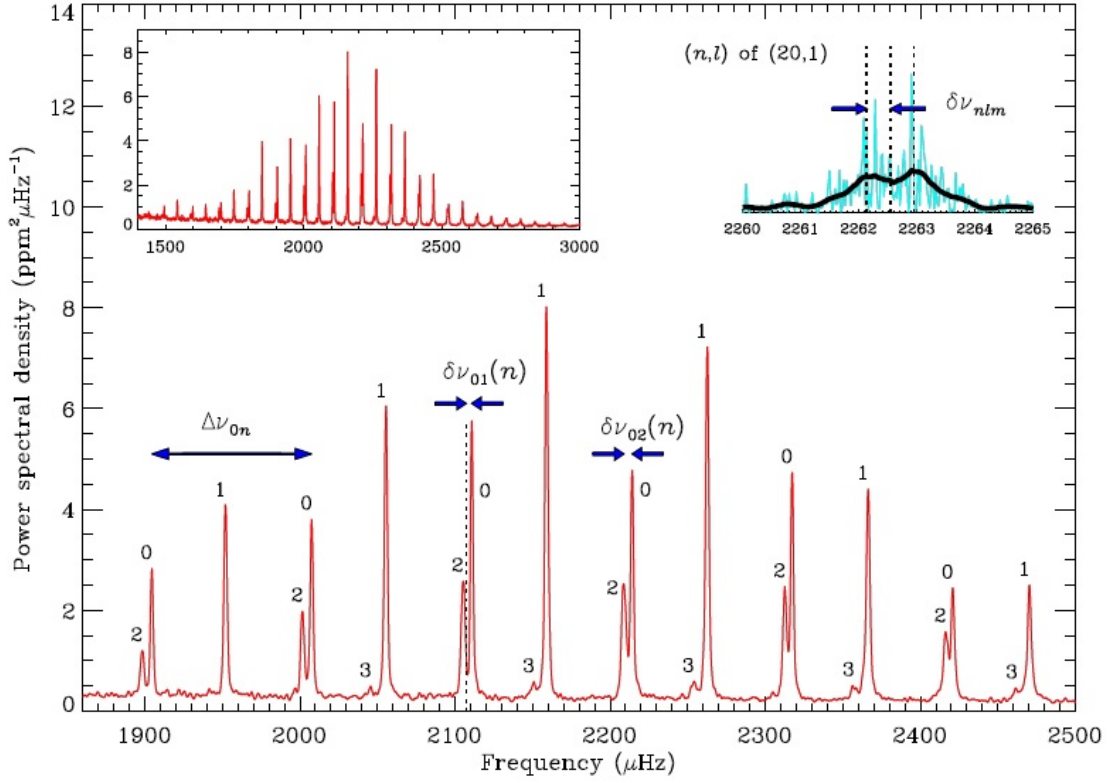 14
12
10
8
6
4
2
0
Power spectral density (ppm² μHz⁻¹)
1900 2000 2100 2200 2300 2400 2500
Frequency (μHz)
8
6
4
2
0
1500 2000 2500 3000
(n,l) of (20,1)
δν_nlm
2260 2261 2262 2263 2264 2265
Δν_0n
δν_01(n)
δν_02(n)
2 0 1 2 0 3 1 2 0 3 1 2 0 3 1 2 0 3 1 2 0 3 1